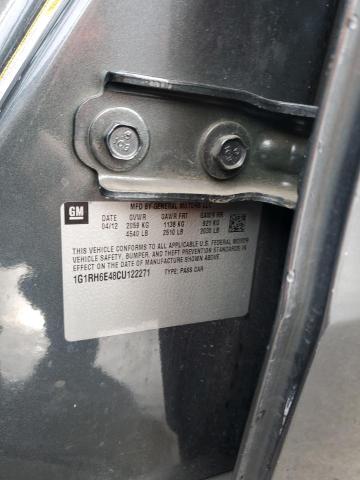 GM
MFD BY GENERAL MOTORS LLC
DATE GVWR GAWR FRT GAWR RR
04/12 2059 KG 1138 KG 921 KG
4540 LB 2510 LB 2030 LB
THIS VEHICLE CONFORMS TO ALL APPLICABLE U.S. FEDERAL MOTOR
VEHICLE SAFETY, BUMPER, AND THEFT PREVENTION STANDARDS IN
EFFECT ON THE DATE OF MANUFACTURE SHOWN ABOVE.
1G1RH6E48CU122271 TYPE: PASS CAR